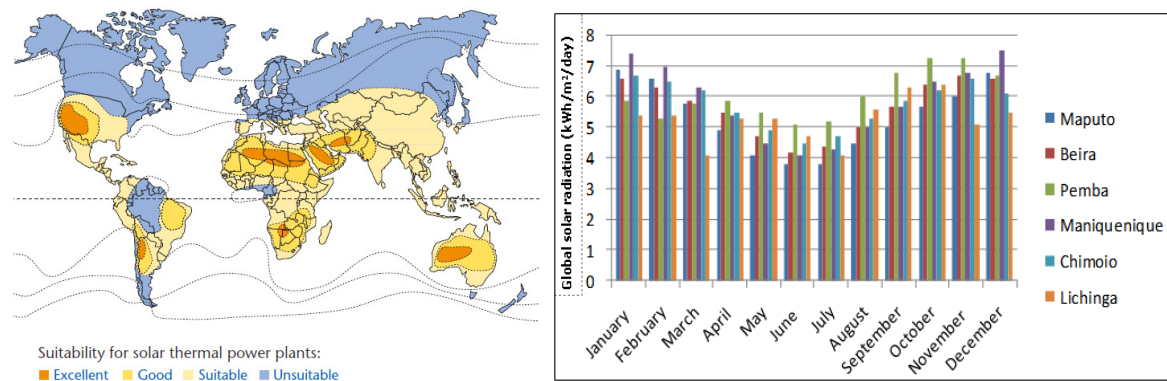 Suitability for solar thermal power plants:
Excellent Good Suitable Unsuitable
Global solar radiation (kWh/m²/day)
8
7
6
5
4
3
2
1
0
January
February
March
April
May
June
July
August
September
October
November
December
Maputo
Beira
Pemba
Maniquenique
Chimoio
Lichinga